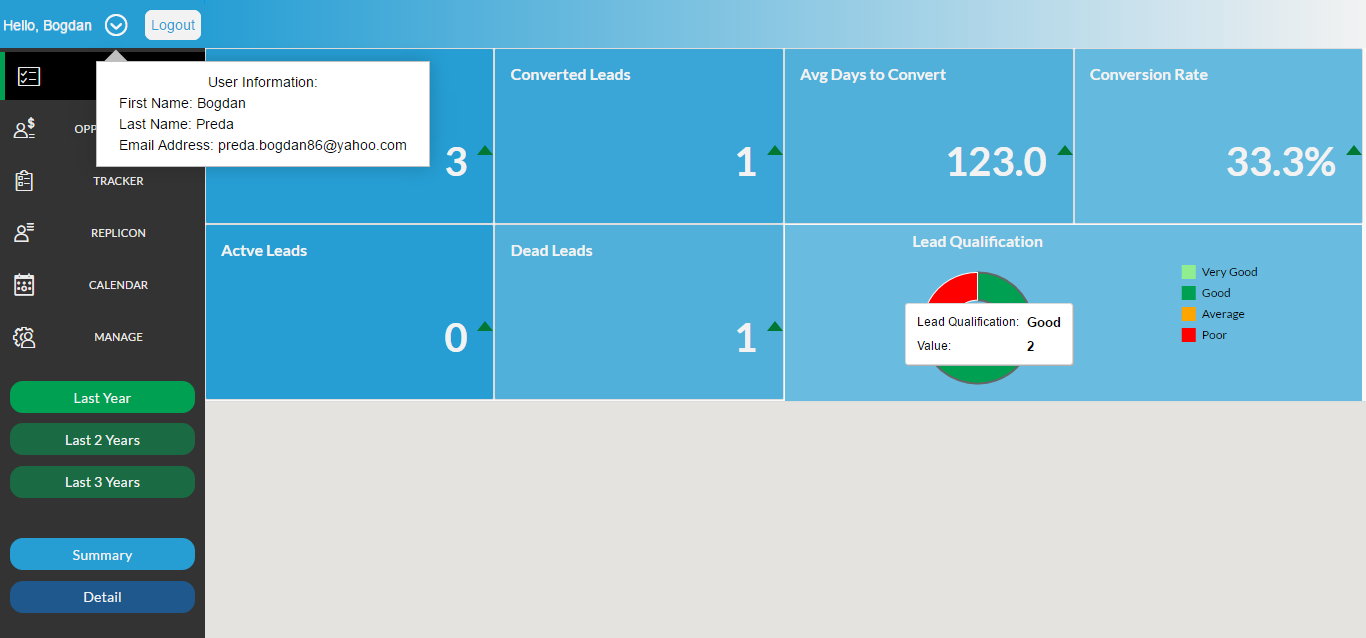 Hello, Bogdan
Logout
User Information:
First Name: Bogdan
Last Name: Preda
Email Address: preda.bogdan86@yahoo.com
TRACKER
REPLICON
CALENDAR
MANAGE
Last Year
Last 2 Years
Last 3 Years
Summary
Detail
3
Converted Leads
1
Avg Days to Convert
123.0
Conversion Rate
33.3%
Actve Leads
0
Dead Leads
1
Lead Qualification
Lead Qualification: Good
Value: 2
Very Good
Good
Average
Poor